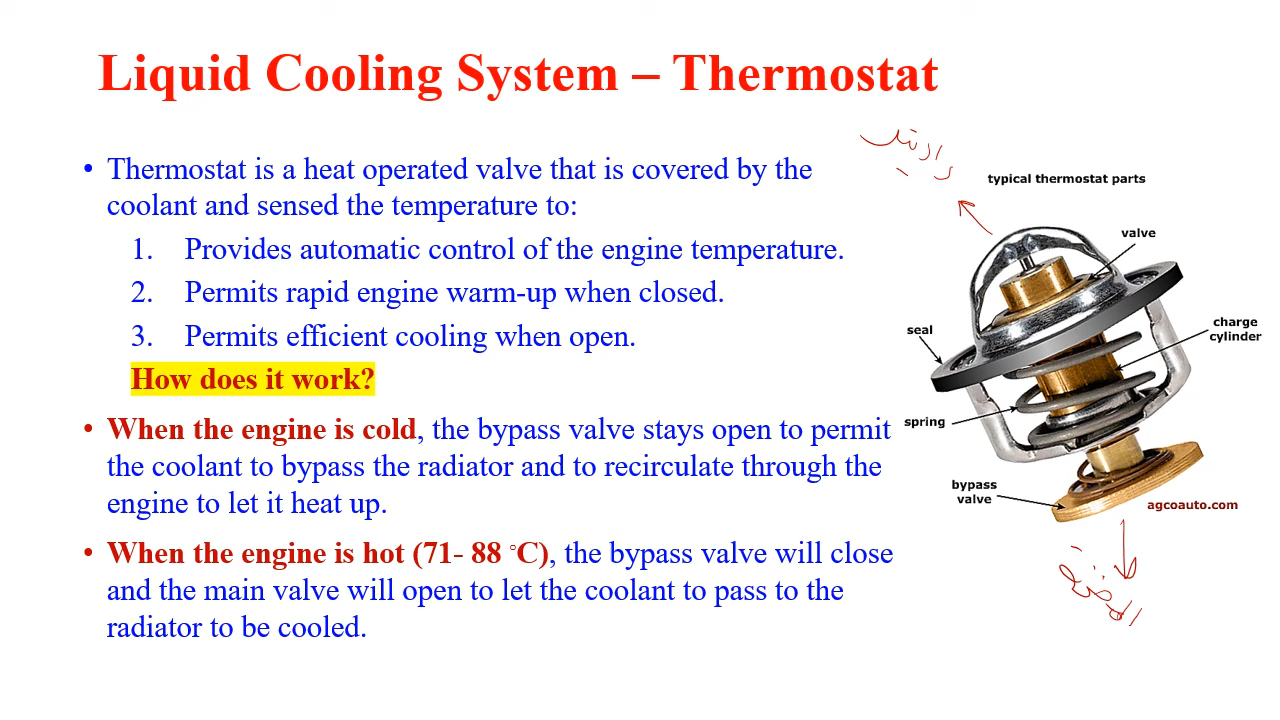 Liquid Cooling System – Thermostat
• Thermostat is a heat operated valve that is covered by the
coolant and sensed the temperature to:
1. Provides automatic control of the engine temperature.
2. Permits rapid engine warm-up when closed.
3. Permits efficient cooling when open.
How does it work?
• When the engine is cold, the bypass valve stays open to permit
the coolant to bypass the radiator and to recirculate through the
engine to let it heat up.
• When the engine is hot (71- 88 °C), the bypass valve will close
and the main valve will open to let the coolant to pass to the
radiator to be cooled.
typical thermostat parts
valve
seal
charge
cylinder
spring
bypass
valve
agcoauto.com